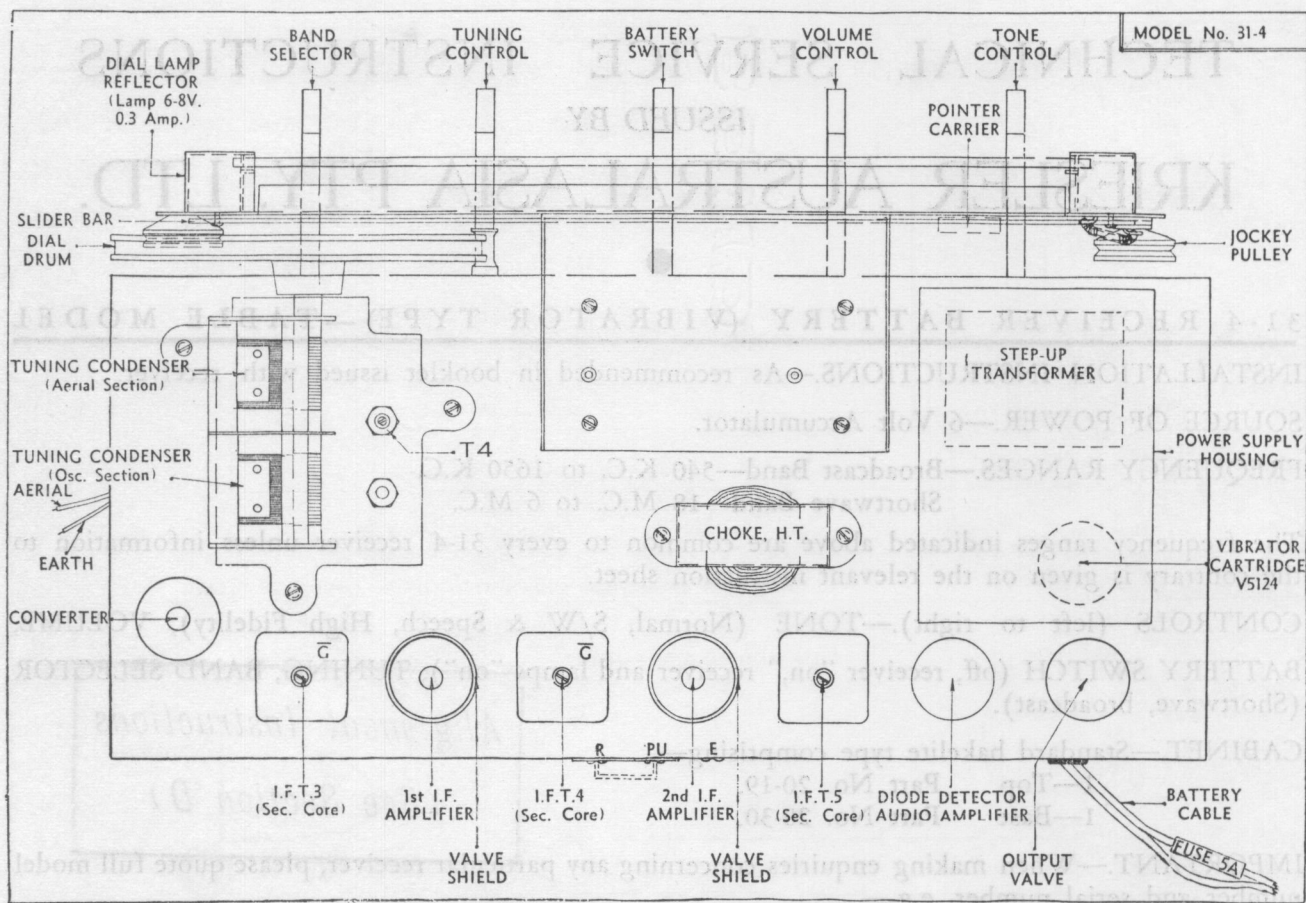 MODEL No. 31-4
BAND
SELECTOR
TUNING
CONTROL
BATTERY
SWITCH
VOLUME
CONTROL
TONE
CONTROL
DIAL LAMP
REFLECTOR
(Lamp 6-8V.
0.3 Amp.)
POINTER
CARRIER
SLIDER BAR
DIAL
DRUM
JOCKEY
PULLEY
TUNING CONDENSER
(Aerial Section)
STEP-UP
TRANSFORMER
T4
POWER SUPPLY
HOUSING
TUNING CONDENSER
(Osc. Section)
AERIAL
EARTH
CHOKE. H.T.
VIBRATOR
CARTRIDGE
V5124
CONVERTER
G
G
R PU
I.F.T.3
(Sec. Core)
1st I.F.
AMPLIFIER
I.F.T.4
(Sec. Core)
2nd I.F.
AMPLIFIER
I.F.T.5
(Sec. Core)
DIODE DETECTOR
AUDIO AMPLIFIER
BATTERY
CABLE
VALVE
SHIELD
VALVE
SHIELD
OUTPUT
VALVE
FUSE 5A
TECHNICAL SERVICE INSTRUCTIONS
ISSUED BY
KRIESLER AUSTRALASIA PTY. LTD.
31-4 RECEIVER BATTERY (VIBRATOR TYPE)—TABLE MODEL
INSTALLATION INSTRUCTIONS.—As recommended in booklet issued with receiver.
SOURCE OF POWER.—6 Volt Accumulator.
FREQUENCY RANGES.—Broadcast Band—540 K.C. to 1650 K.C.
Shortwave Band—18 M.C. to 6 M.C.
The frequency ranges indicated above are common to every 31-4 receiver unless information to
contrary is given on the relevant sheet.
CONTROLS (left to right).—TONE (Normal, S/W & Speech, High Fidelity), VOLUME,
BATTERY SWITCH (off, receiver "on," receiver and lamps "on"), TUNING, BAND SELECTOR
(Shortwave, broadcast).
CABINET.—Standard bakelite type comprising—
1—Top Part No. 20-19.
1— Part No.
Alignment Instructions
Section D1
IMPORTANT.—When making enquiries concerning any particular receiver, please quote full model
number and serial number, e.g.